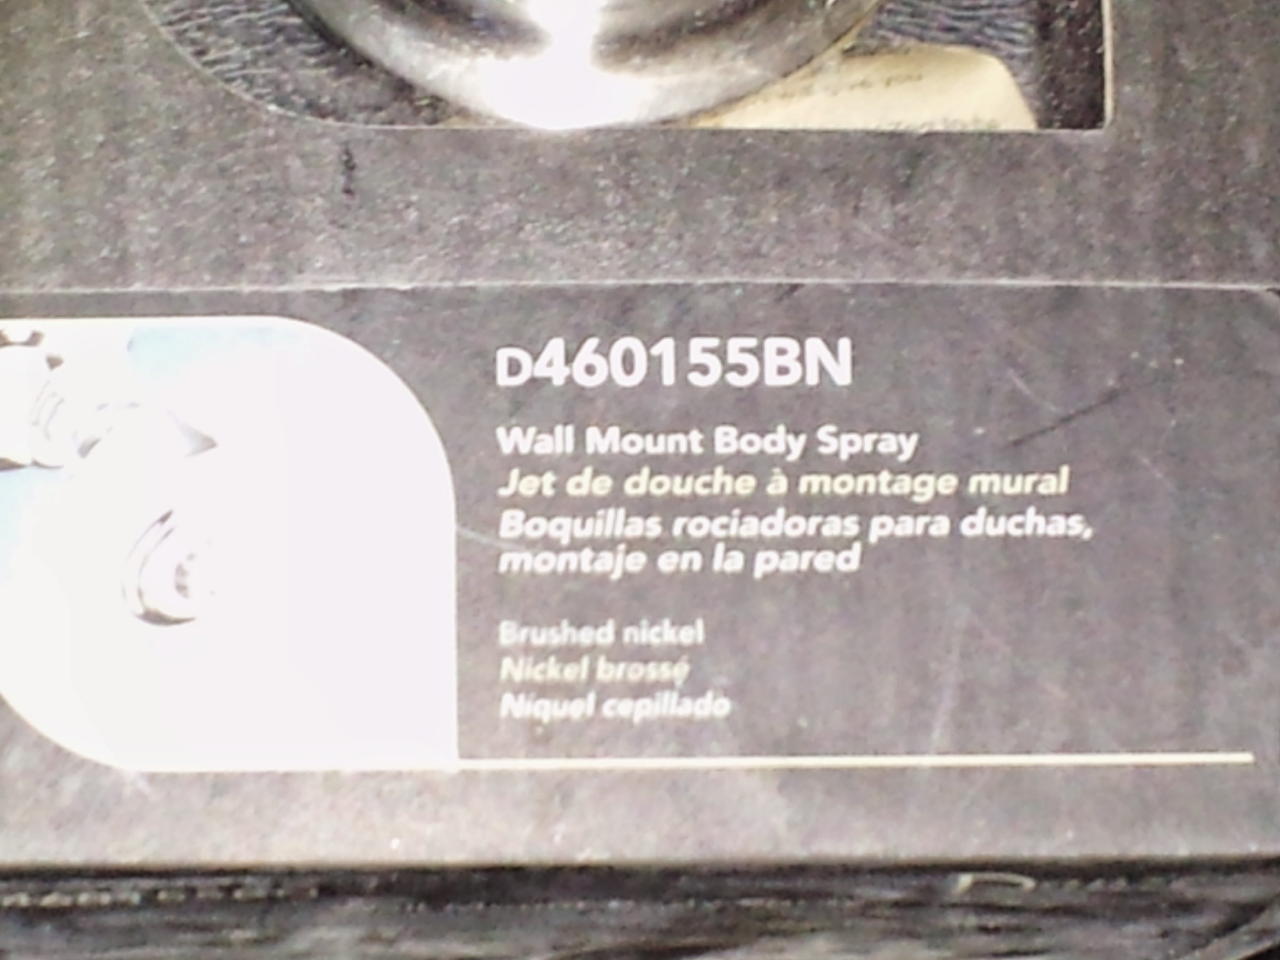 D460155BN
Wall Mount Body Spray
Jet de douche à montage mural
Boquillas rociadoras para duchas,
montaje en la pared
Brushed nickel
Nickel brossé
Níquel cepillado